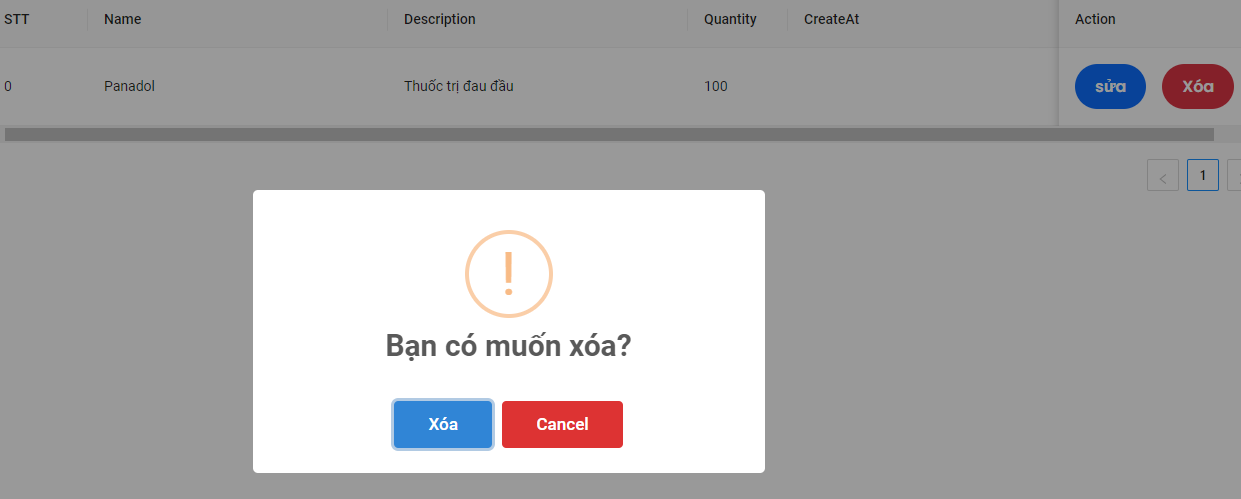 STT Name Description Quantity CreateAt Action
0 Panadol Thuốc trị đau đầu 100 sửa Xóa
1
!
Bạn có muốn xóa?
Xóa Cancel